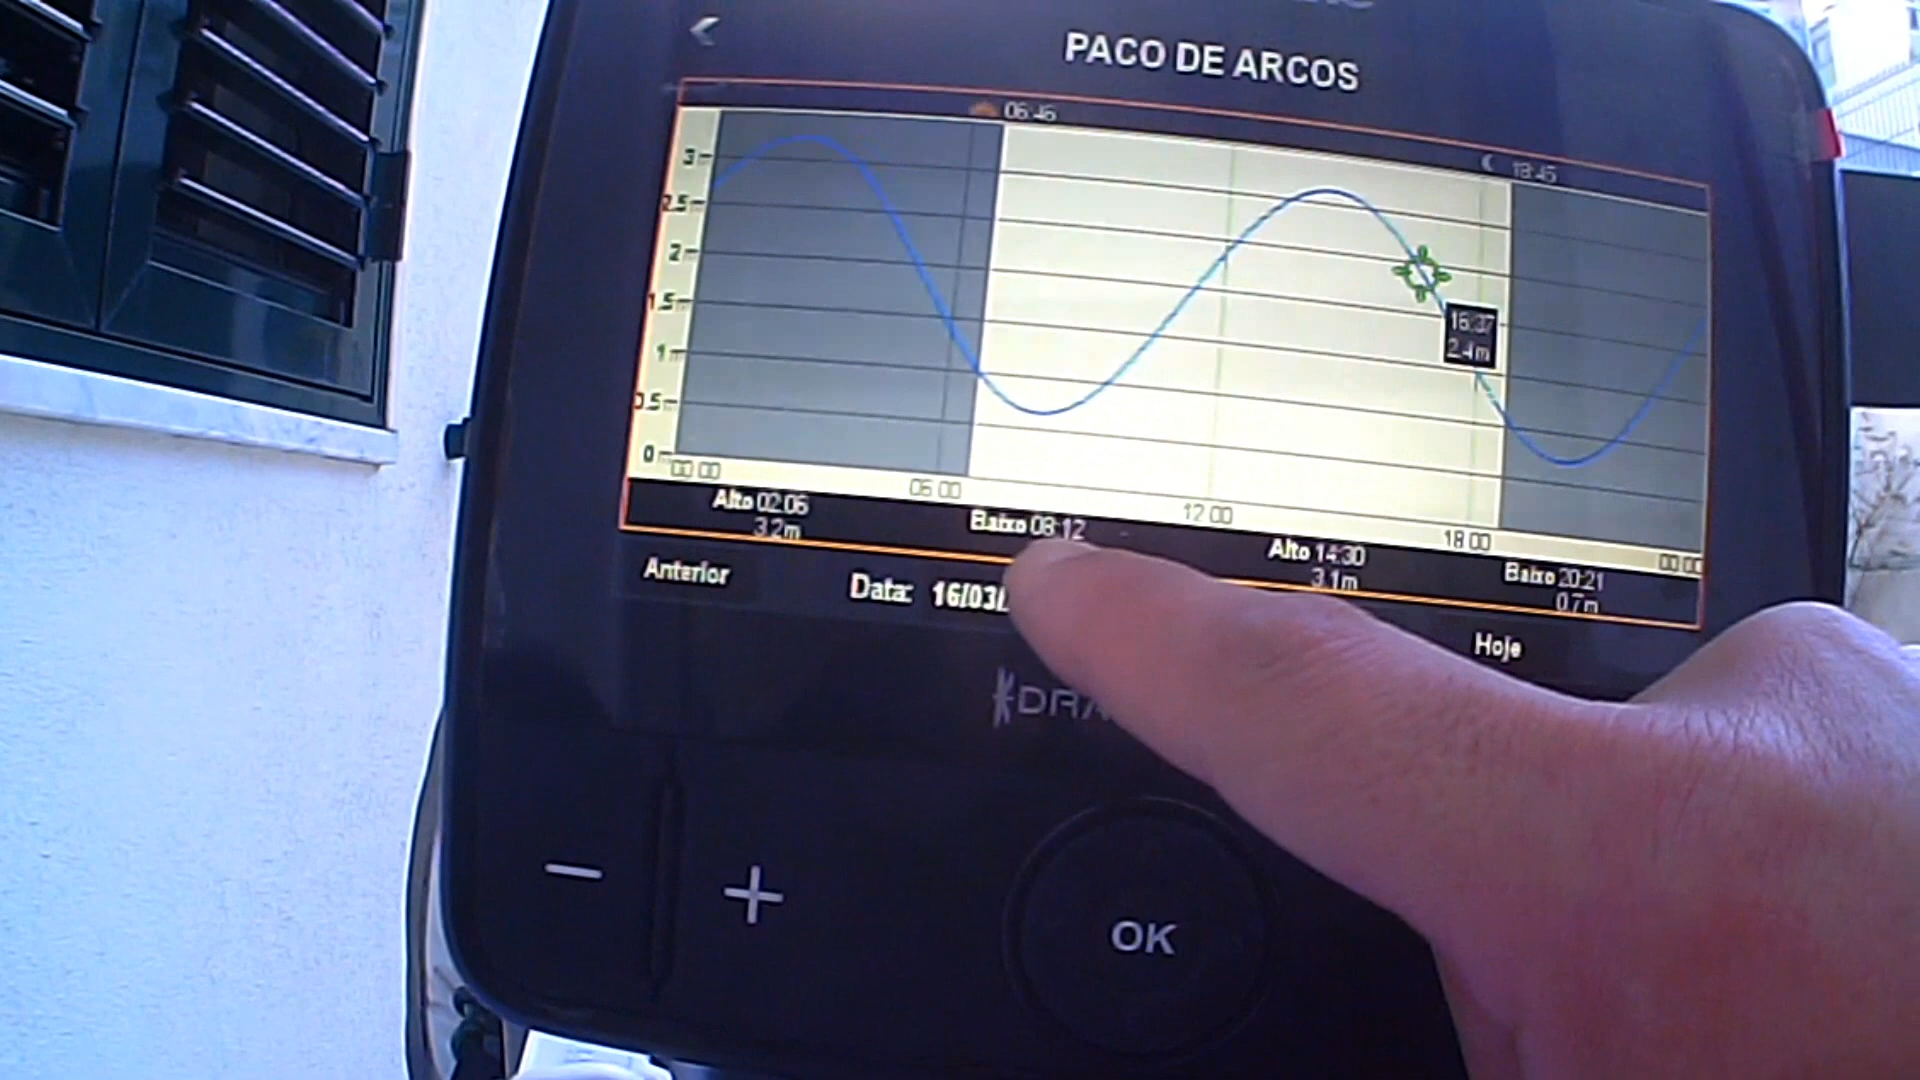 PACO DE ARCOS
06:46
18:45
3
2.5
2
1.5
1
0.5
0
16:37
2.4m
00 00
06 00
12 00
18 00
00:00
Alto 02:06
3.2m
Baixo 08:12
Alto 14:30
3.1m
Baixo 20:21
0.7m
Anterior
Data: 16/03/
Hoje
OK